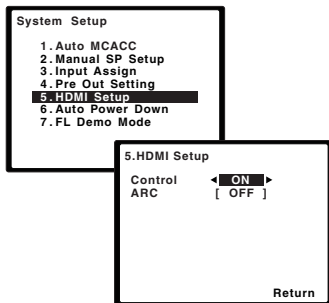 System Setup
1.Auto MCACC
2.Manual SP Setup
3.Input Assign
4.Pre Out Setting
5.HDMI Setup
6.Auto Power Down
7.FL Demo Mode
5.HDMI Setup
Control ◄ ON ►
ARC [ OFF ]
Return